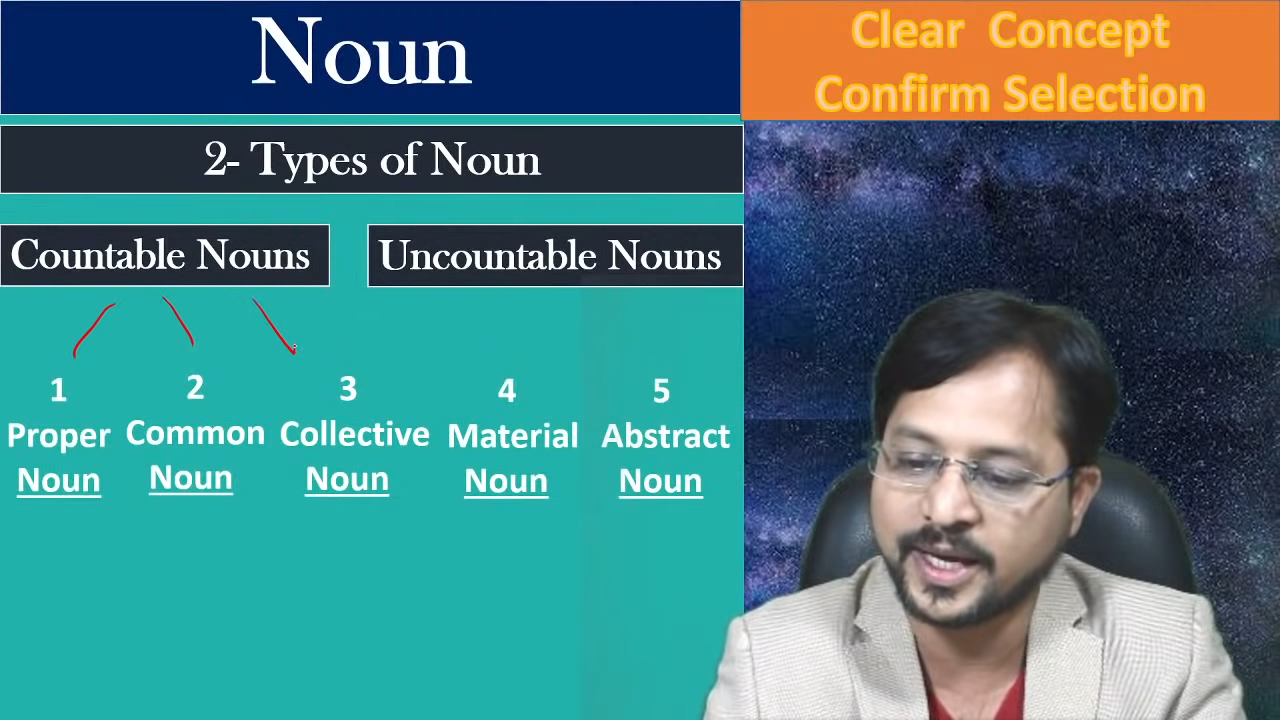 Noun
Clear Concept
Confirm Selection
2- Types of Noun
Countable Nouns
Uncountable Nouns
1
Proper
Noun
2
Common
Noun
3
Collective
Noun
4
Material
Noun
5
Abstract
Noun